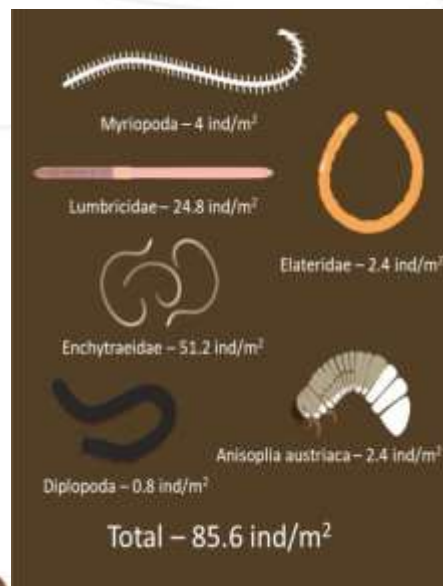 Myriopoda – 4 ind/m²
Lumbricidae – 24.8 ind/m²
Elateridae – 2.4 ind/m²
Enchytraeidae – 51.2 ind/m²
Anisoplia austriaca – 2.4 ind/m²
Diplopoda – 0.8 ind/m²
Total – 85.6 ind/m²